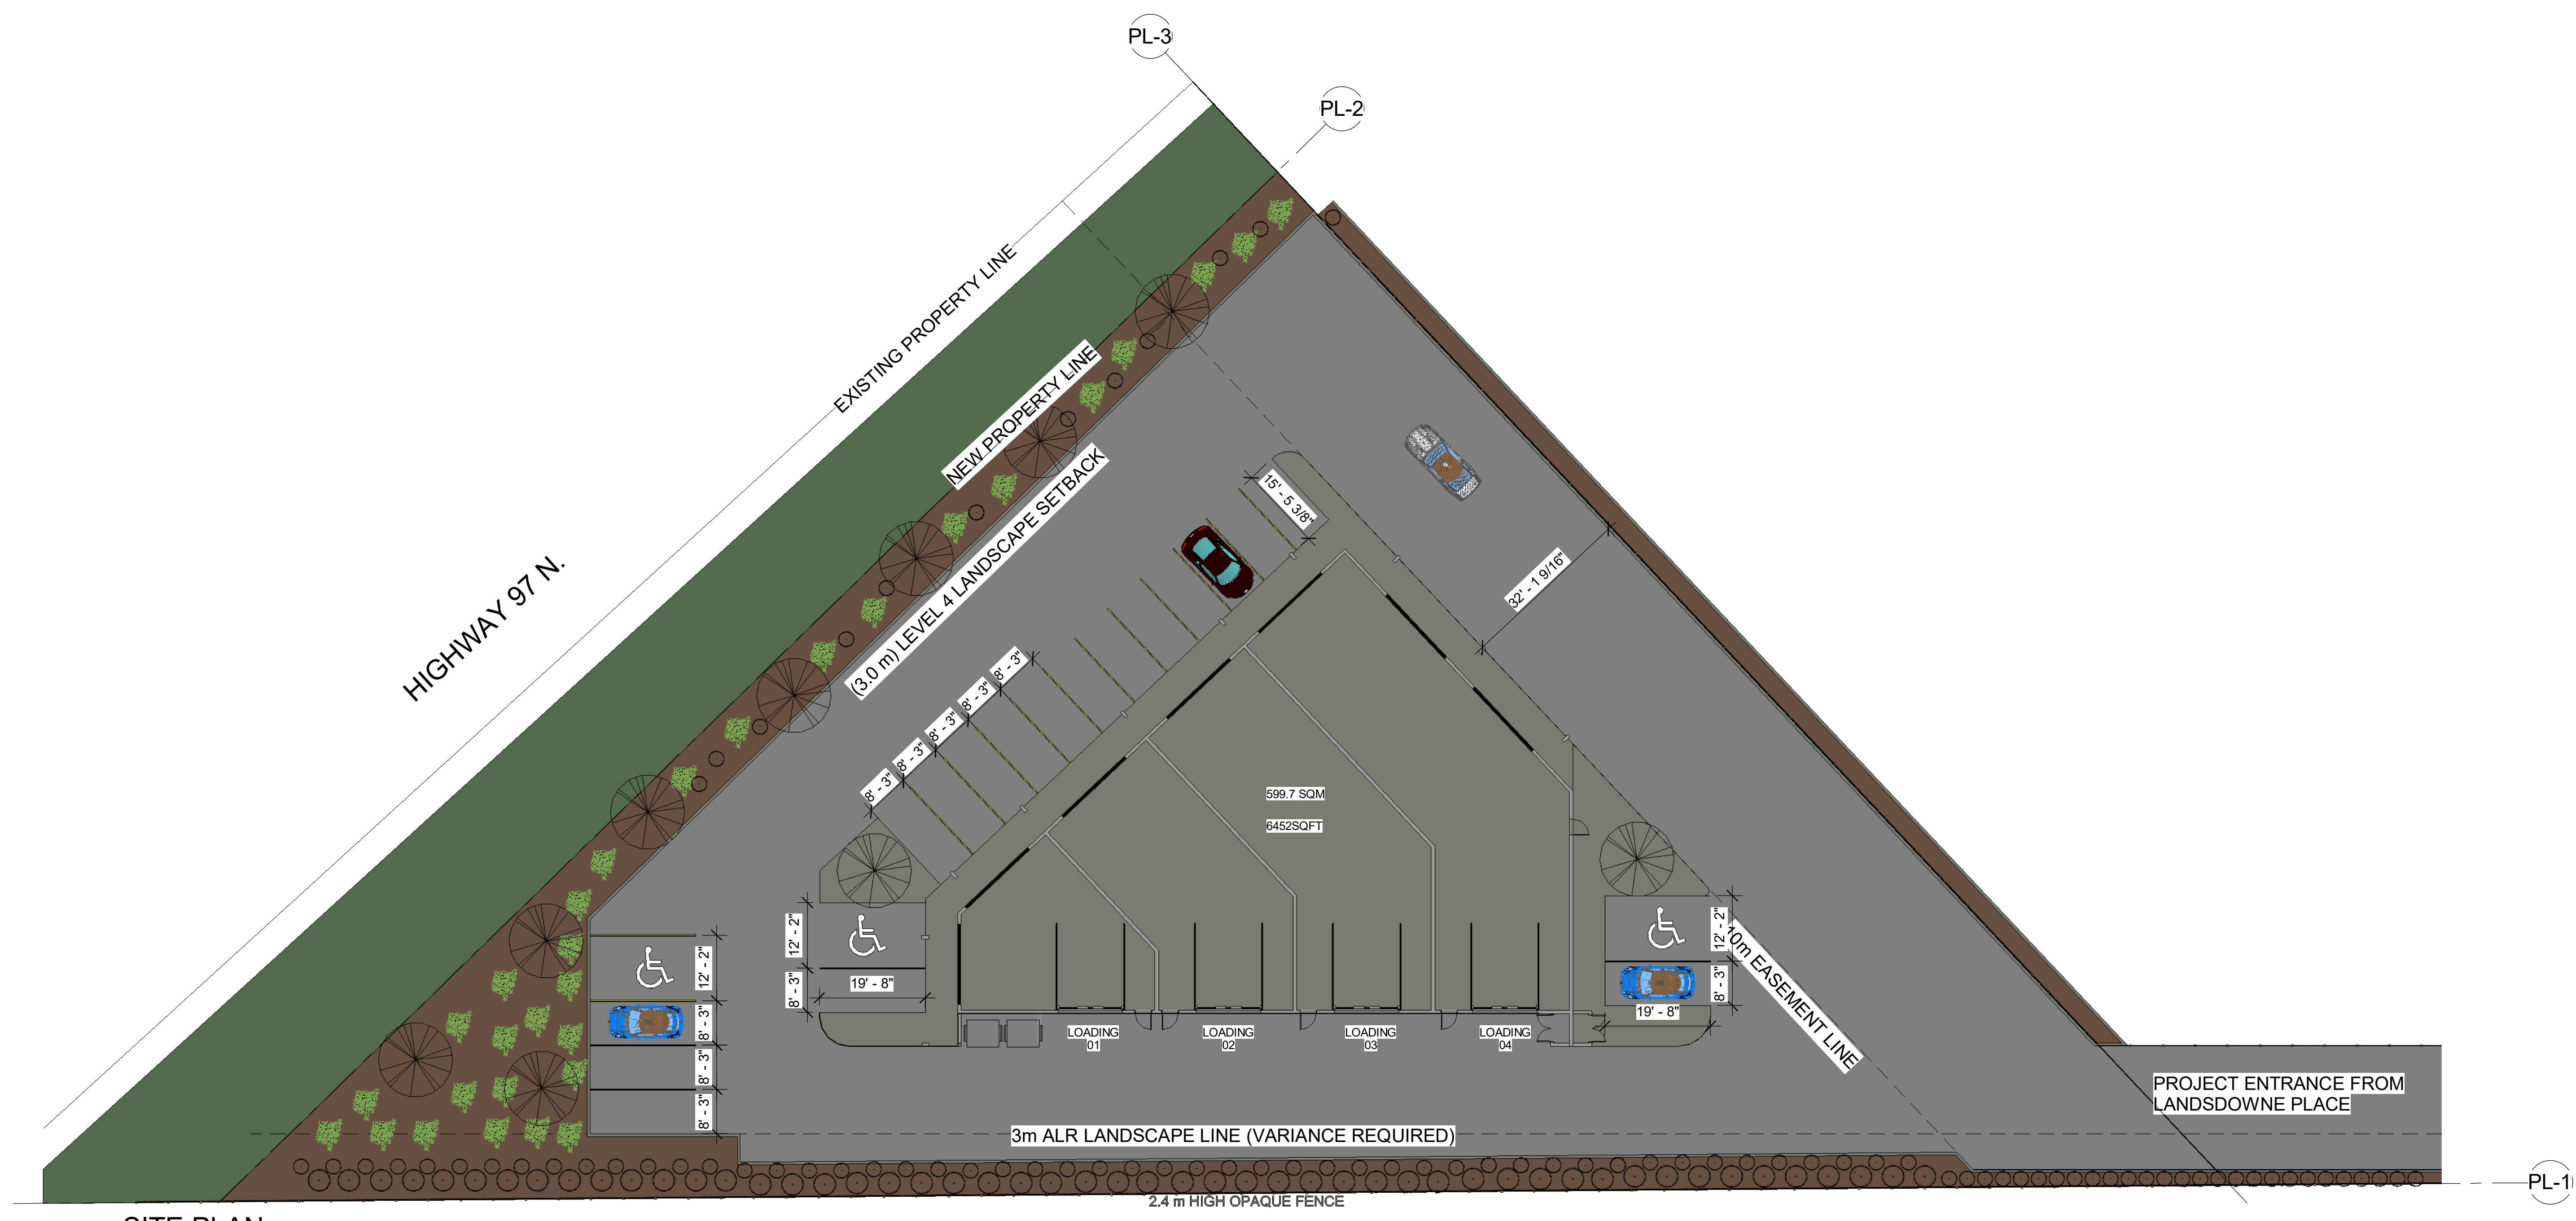 PL-3
PL-2
EXISTING PROPERTY LINE
NEW PROPERTY LINE
(3.0 m) LEVEL 4 LANDSCAPE SETBACK
HIGHWAY 97 N.
15' - 5 3/8"
32' - 1 9/16"
8' - 3"
8' - 3"
8' - 3"
8' - 3"
8' - 3"
599.7 SQM
6452SQFT
12' - 2"
8' - 3"
19' - 8"
12' - 2"
8' - 3"
8' - 3"
8' - 3"
12' - 2"
8' - 3"
19' - 8"
10m EASEMENT LINE
LOADING
01
LOADING
02
LOADING
03
LOADING
04
PROJECT ENTRANCE FROM
LANDSDOWNE PLACE
3m ALR LANDSCAPE LINE (VARIANCE REQUIRED)
2.4 m HIGH OPAQUE FENCE
PL-1
SITE PLAN